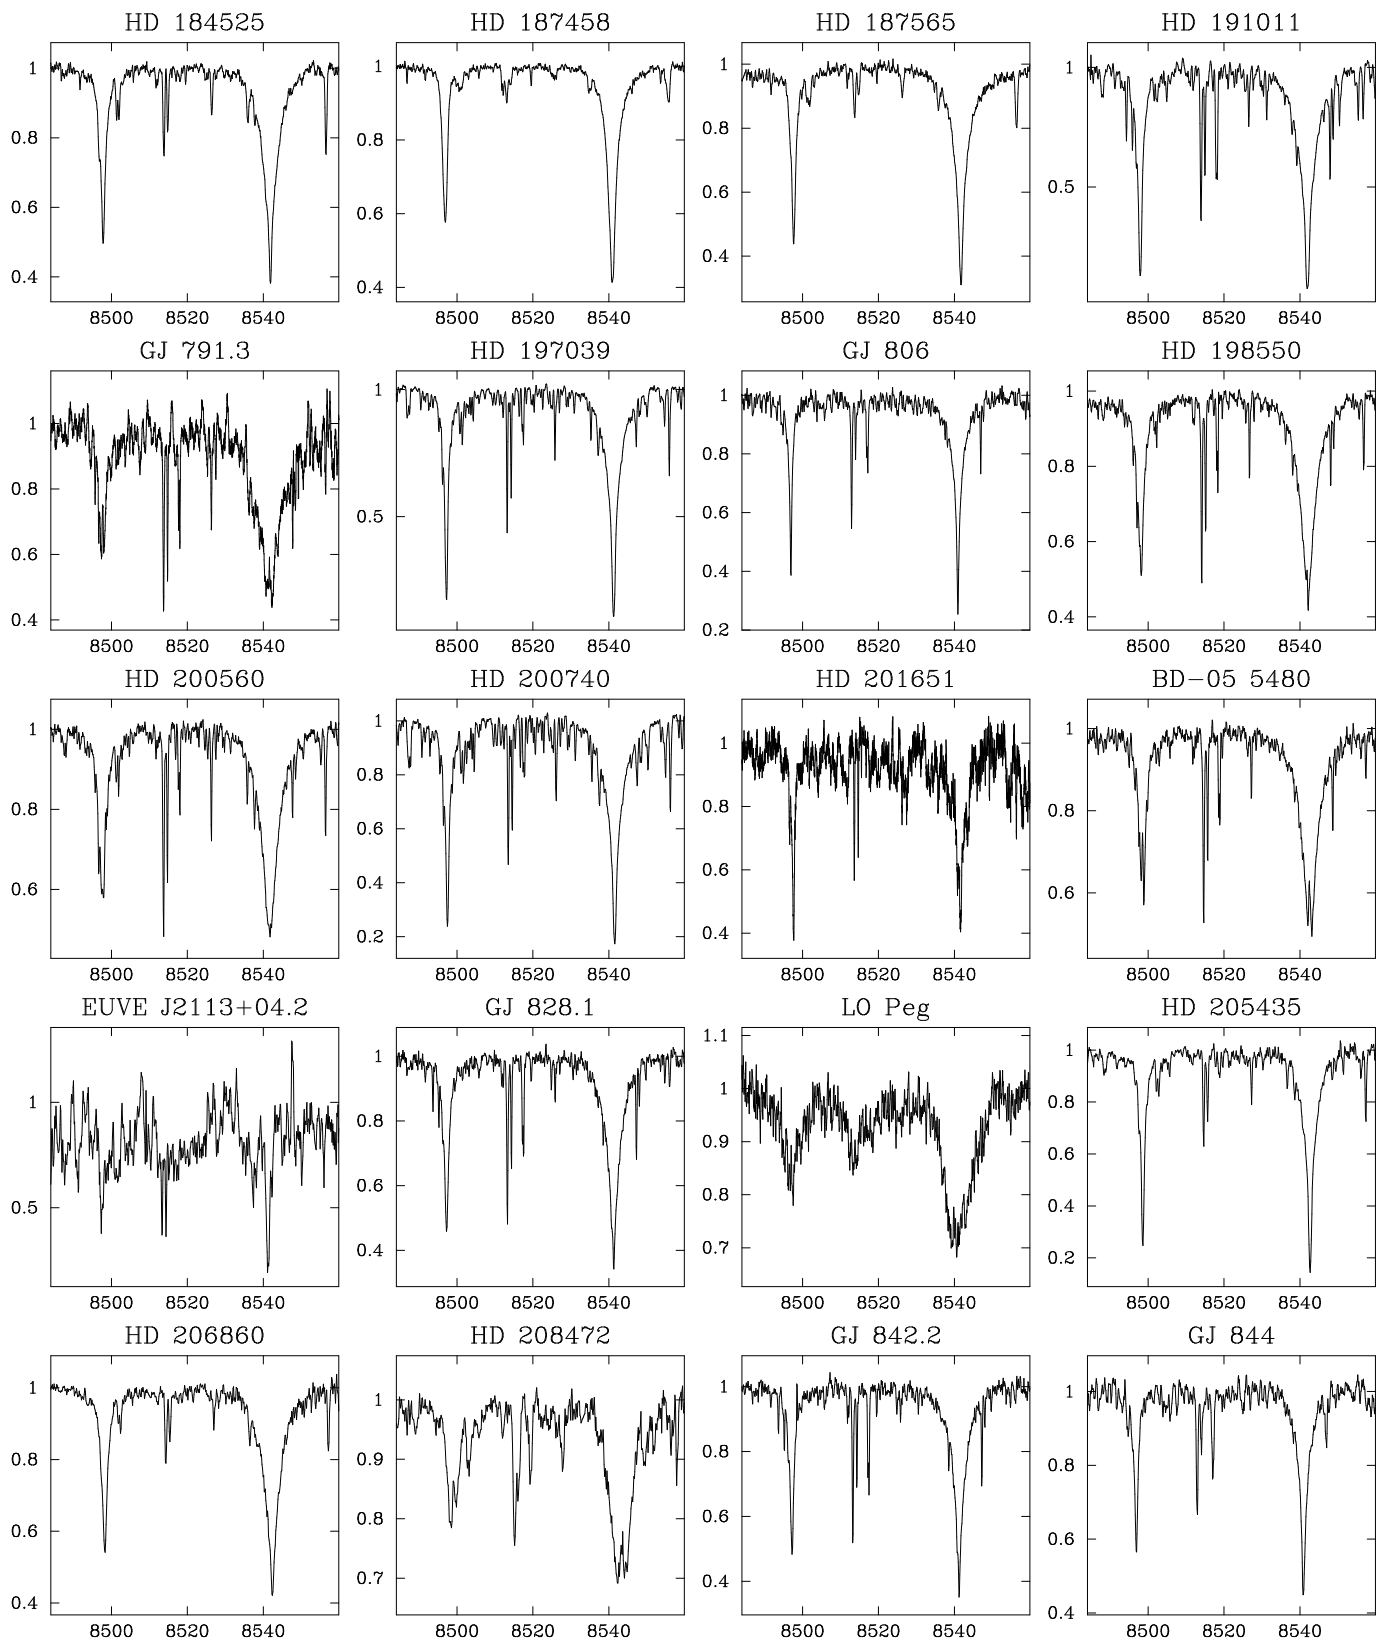 HD 184525 HD 187458 HD 187565 HD 191011
1 1 1 1
0.8 0.8 0.8 0.5
0.6 0.6 0.6
0.4 0.4 0.4
8500 8520 8540 8500 8520 8540 8500 8520 8540 8500 8520 8540
GJ 791.3 HD 197039 GJ 806 HD 198550
1 1 1 1
0.8 0.5 0.8 0.8
0.6 0.6 0.6
0.4 0.4 0.4
0.2
8500 8520 8540 8500 8520 8540 8500 8520 8540 8500 8520 8540
HD 200560 HD 200740 HD 201651 BD−05 5480
1 1 1 1
0.8 0.8 0.8 0.8
0.6 0.6 0.6 0.6
0.4 0.4
0.2
8500 8520 8540 8500 8520 8540 8500 8520 8540 8500 8520 8540
EUVE J2113+04.2 GJ 828.1 LO Peg HD 205435
1 1 1.1 1
0.5 0.8 1 0.8
0.6 0.9 0.6
0.4 0.8 0.4
0.7 0.2
8500 8520 8540 8500 8520 8540 8500 8520 8540 8500 8520 8540
HD 206860 HD 208472 GJ 842.2 GJ 844
1 1 1 1
0.8 0.9 0.8 0.8
0.6 0.8 0.6 0.6
0.4 0.7 0.4 0.4
8500 8520 8540 8500 8520 8540 8500 8520 8540 8500 8520 8540